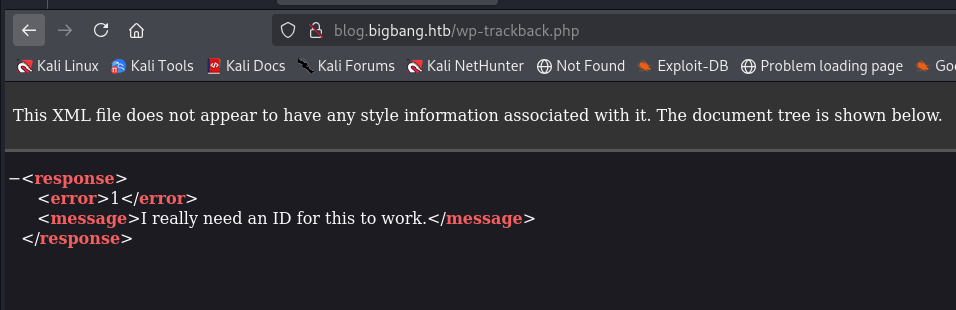 blog.bigbang.htb/wp-trackback.php
Kali Linux Kali Tools Kali Docs Kali Forums Kali NetHunter Not Found Exploit-DB Problem loading page Goo
This XML file does not appear to have any style information associated with it. The document tree is shown below.
−<response>
<error>1</error>
<message>I really need an ID for this to work.</message>
</response>